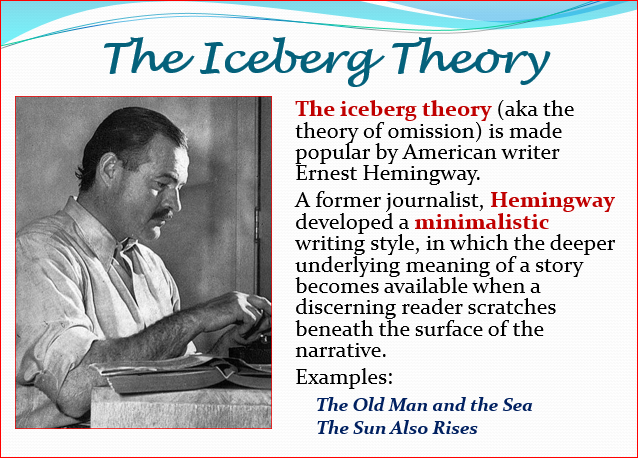 The Iceberg Theory
The iceberg theory (aka the
theory of omission) is made
popular by American writer
Ernest Hemingway.
A former journalist, Hemingway
developed a minimalistic
writing style, in which the deeper
underlying meaning of a story
becomes available when a
discerning reader scratches
beneath the surface of the
narrative.
Examples:
The Old Man and the Sea
The Sun Also Rises